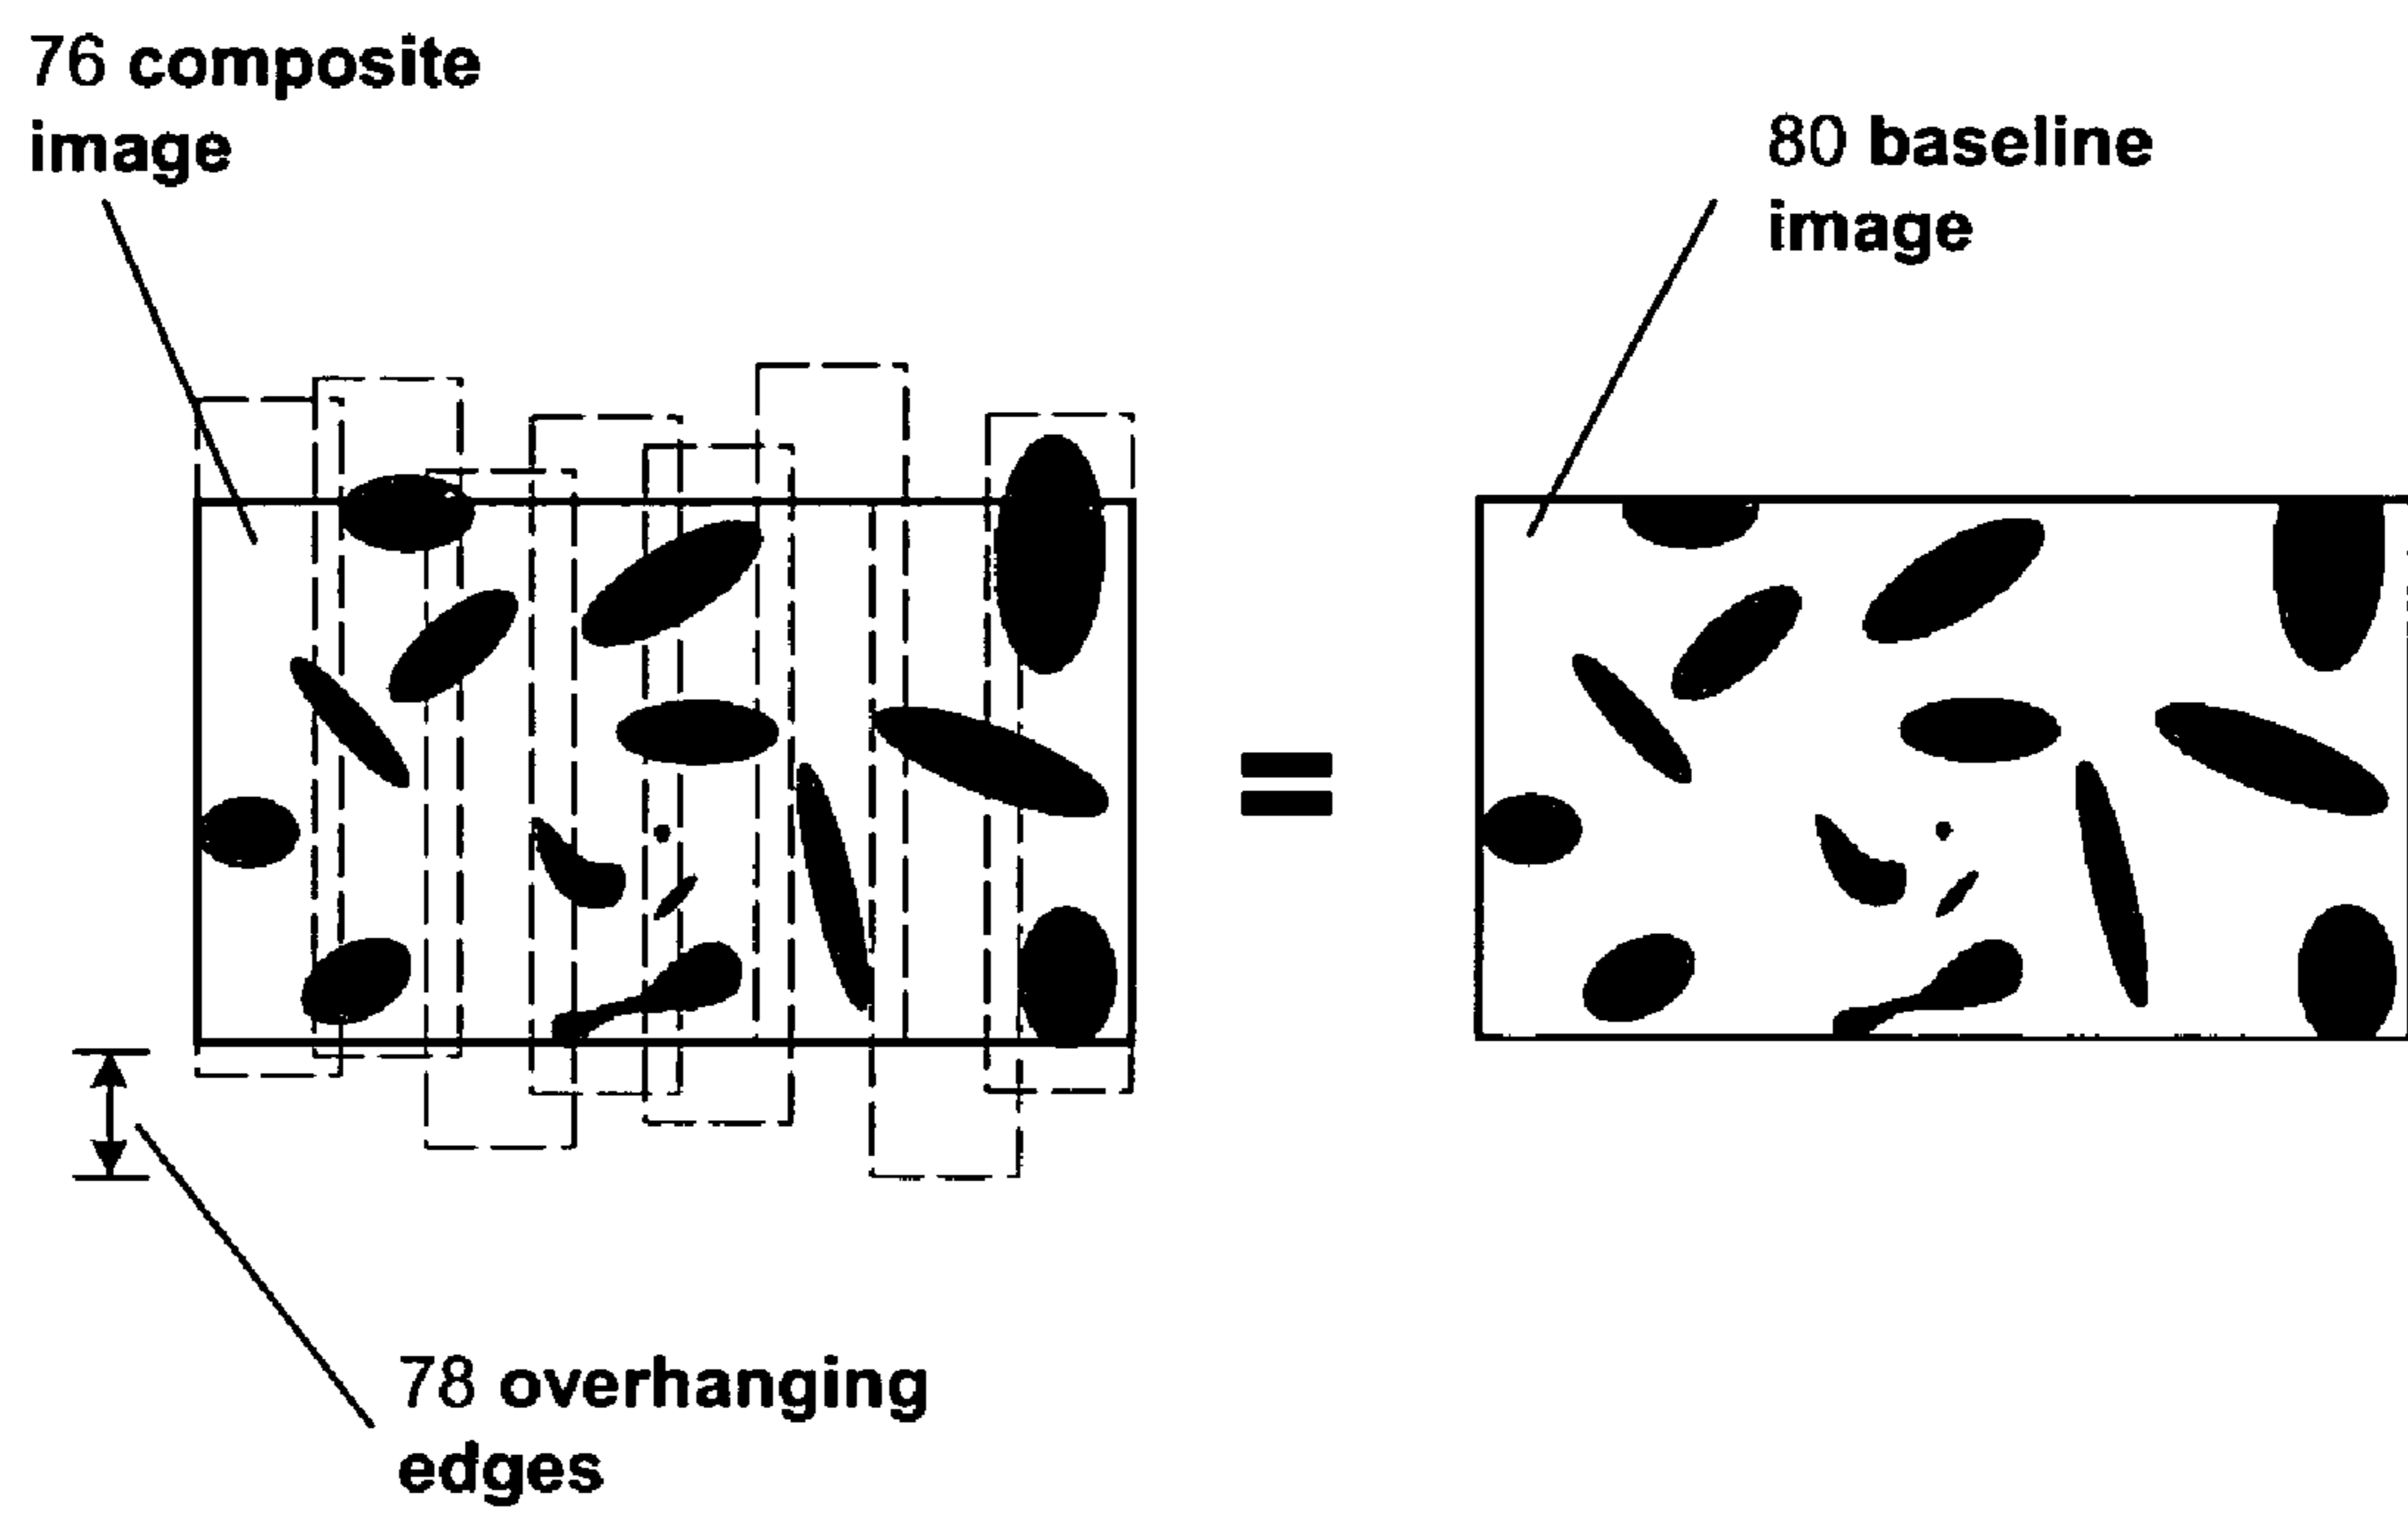 76 composite
image
80 baseline
image
=
78 overhanging
edges